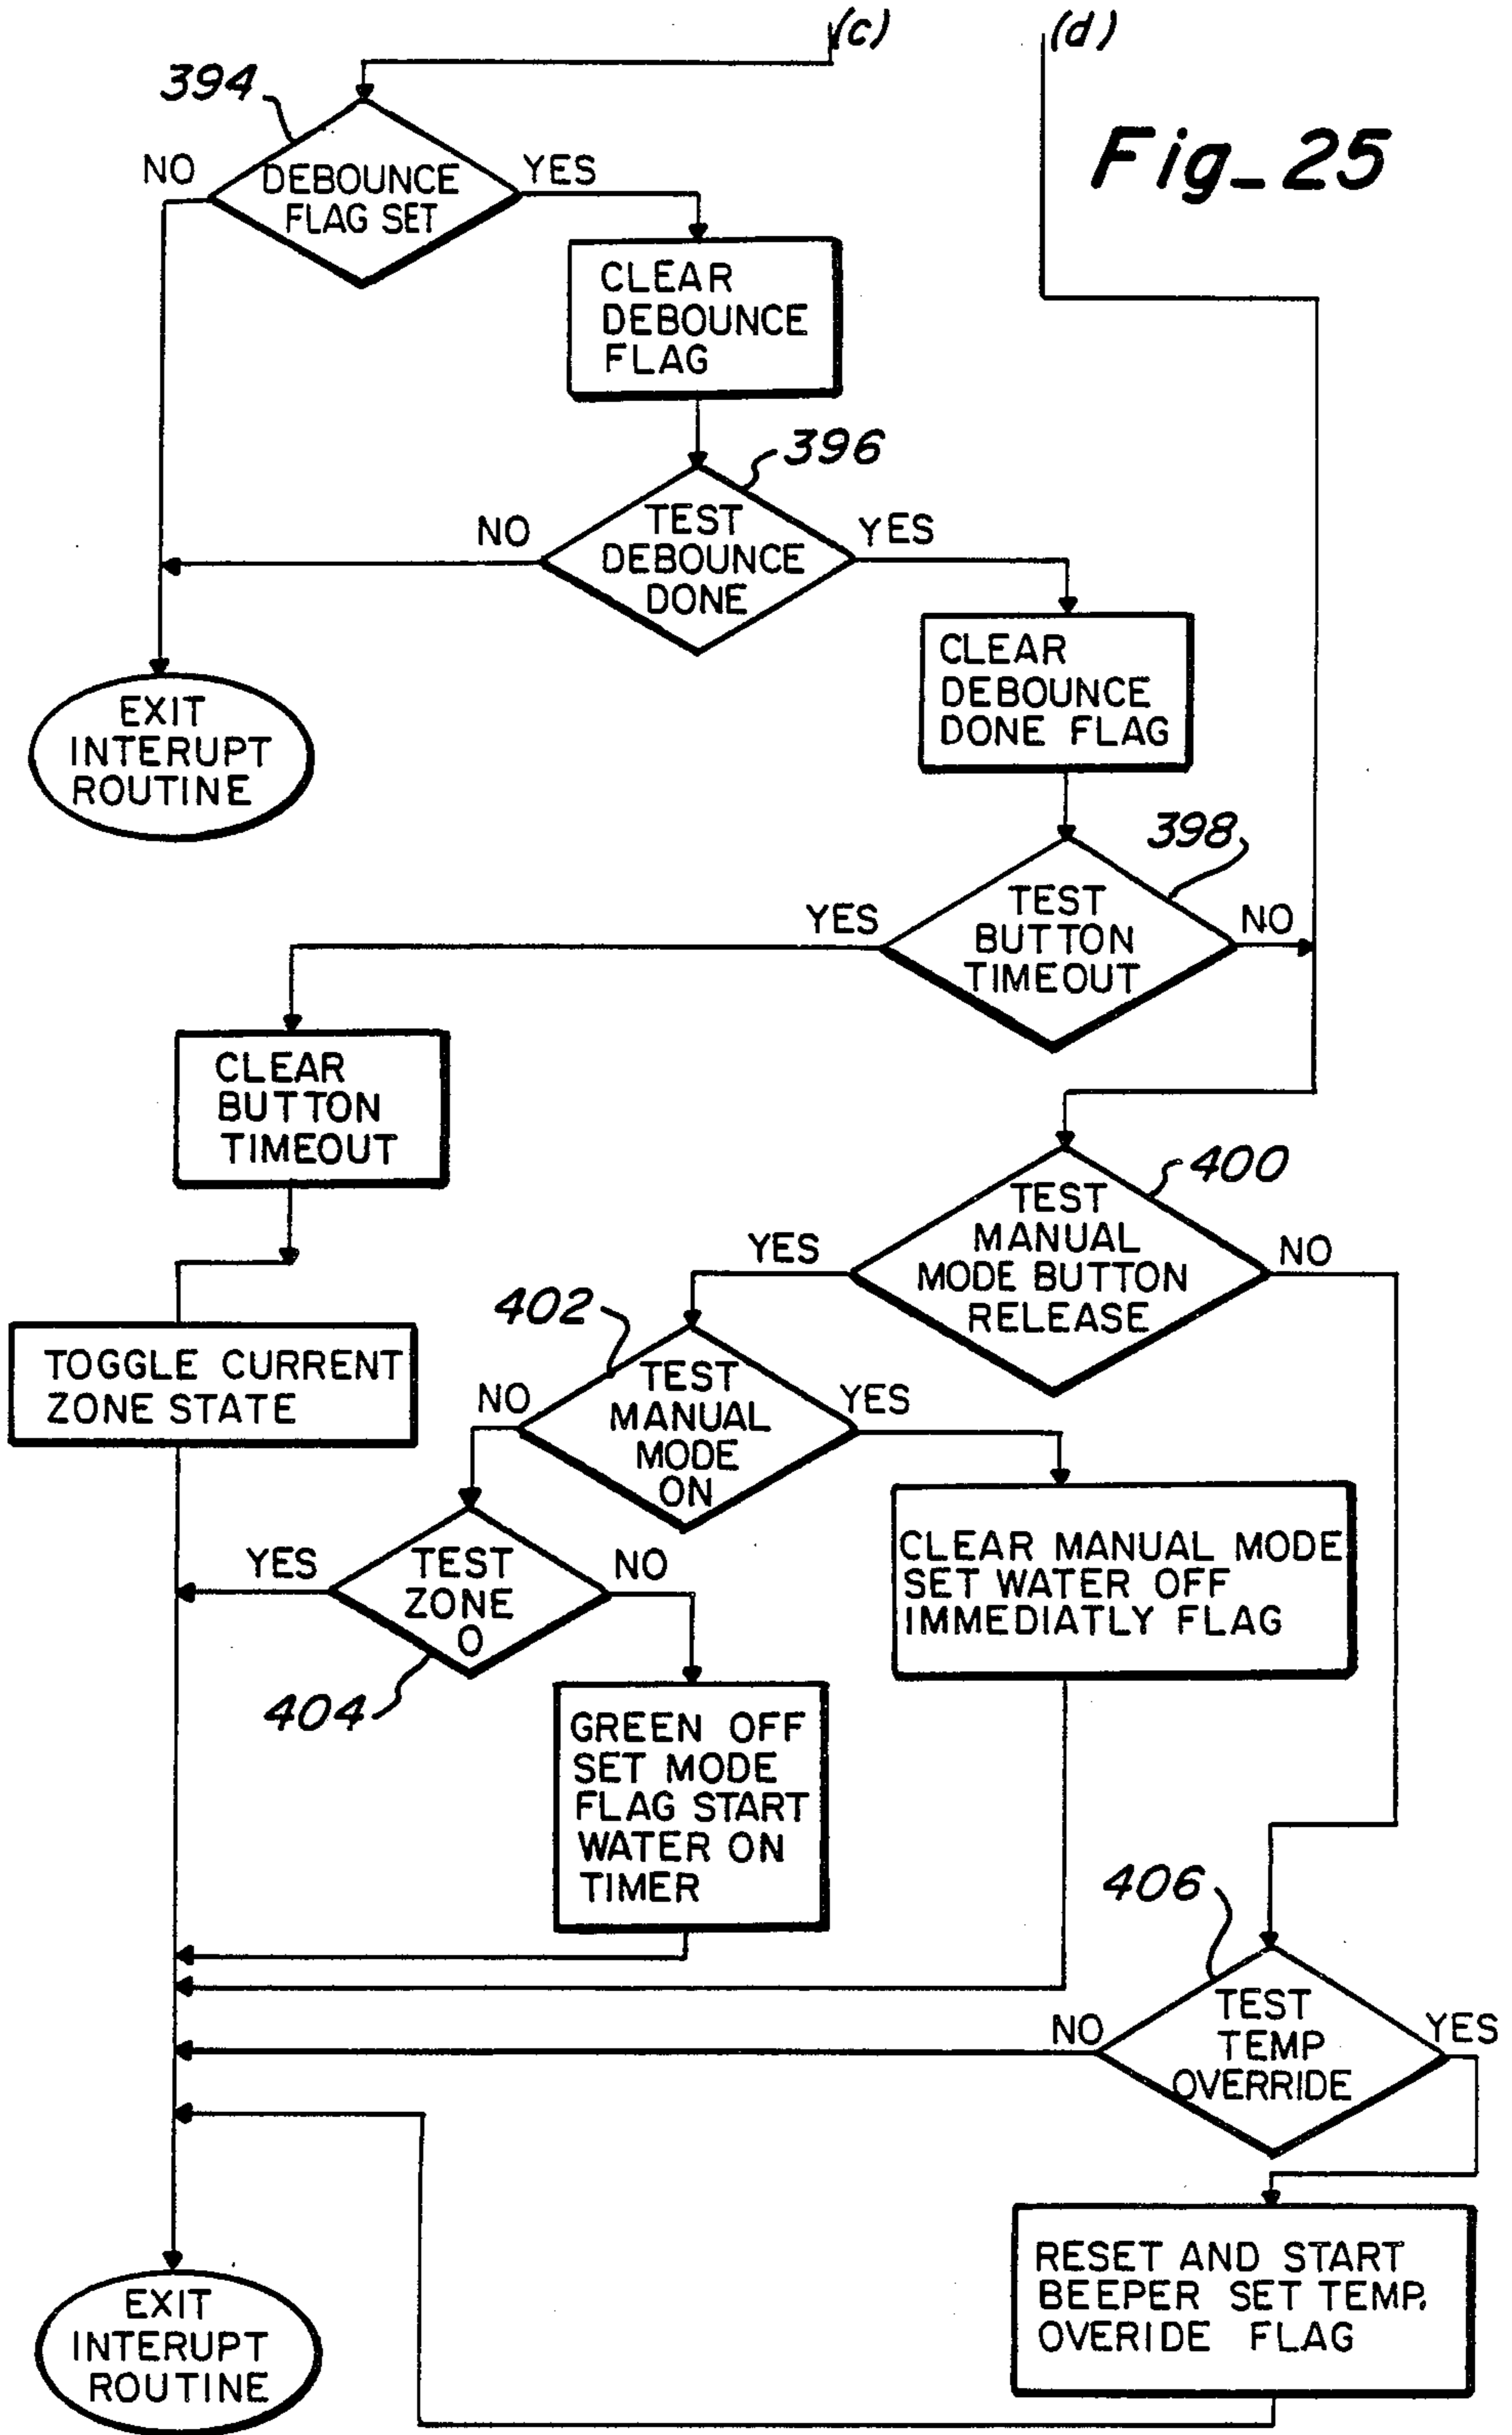 (c)
(d)
Fig_25
394
NO
YES
DEBOUNCE
FLAG SET
CLEAR
DEBOUNCE
FLAG
396
NO
YES
TEST
DEBOUNCE
DONE
CLEAR
DEBOUNCE
DONE FLAG
EXIT
INTERUPT
ROUTINE
398
YES
NO
TEST
BUTTON
TIMEOUT
CLEAR
BUTTON
TIMEOUT
400
TEST
MANUAL
MODE BUTTON
RELEASE
YES
NO
402
TOGGLE CURRENT
ZONE STATE
NO
YES
TEST
MANUAL
MODE
ON
CLEAR MANUAL MODE
SET WATER OFF
IMMEDIATLY FLAG
YES
NO
TEST
ZONE
0
404
GREEN OFF
SET MODE
FLAG START
WATER ON
TIMER
406
NO
YES
TEST
TEMP
OVERRIDE
RESET AND START
BEEPER SET TEMP.
OVERIDE FLAG
EXIT
INTERUPT
ROUTINE